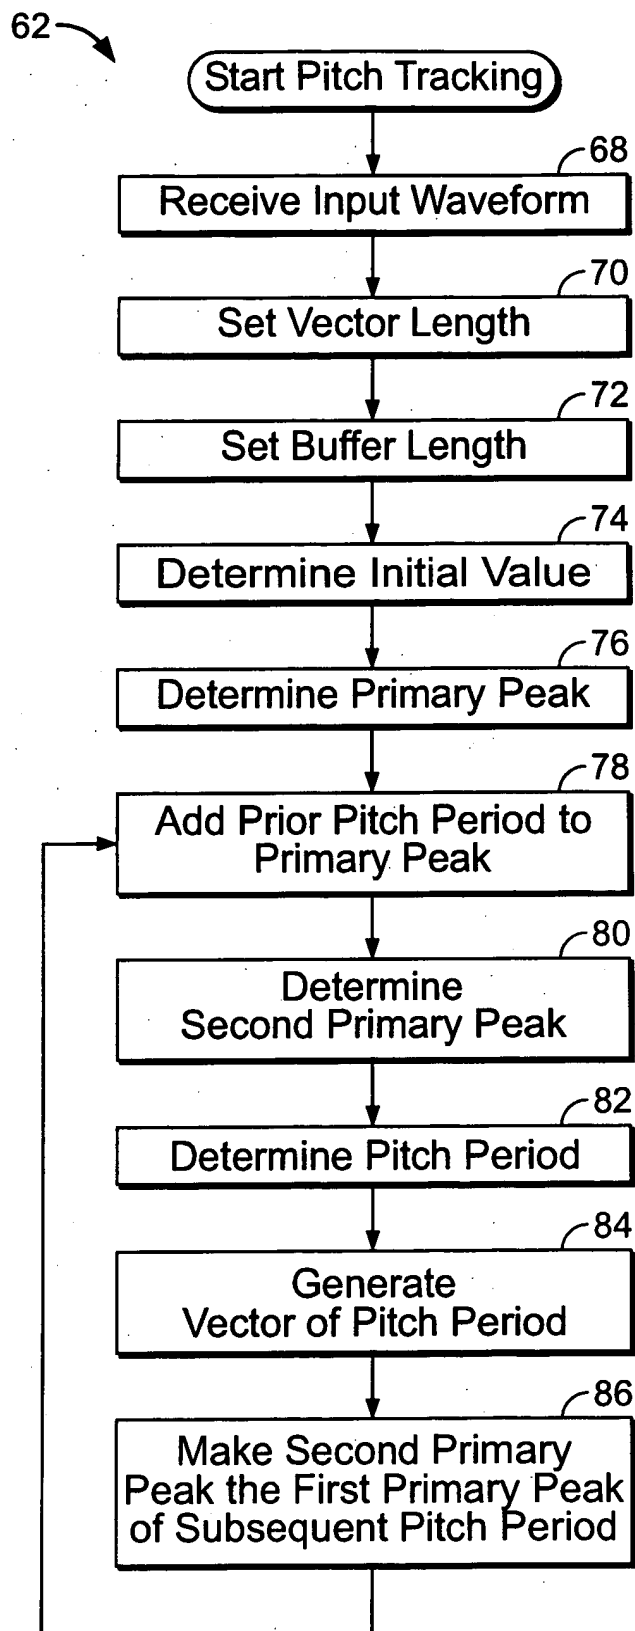 62
Start Pitch Tracking
68
Receive Input Waveform
70
Set Vector Length
72
Set Buffer Length
74
Determine Initial Value
76
Determine Primary Peak
78
Add Prior Pitch Period to
Primary Peak
80
Determine
Second Primary Peak
82
Determine Pitch Period
84
Generate
Vector of Pitch Period
86
Make Second Primary
Peak the First Primary Peak
of Subsequent Pitch Period